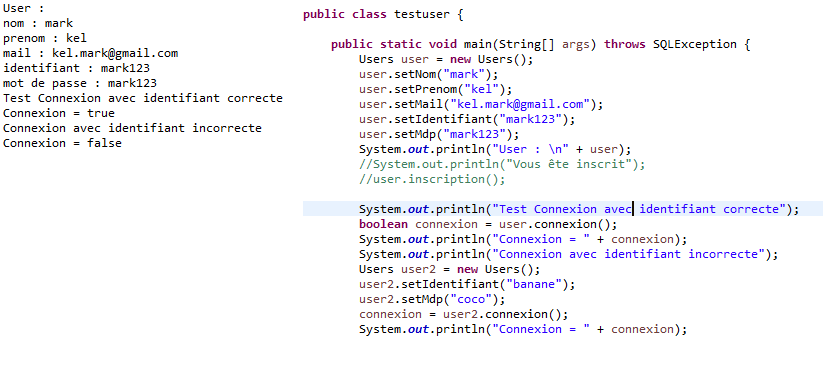 User :
nom : mark
prenom : kel
mail : kel.mark@gmail.com
identifiant : mark123
mot de passe : mark123
Test Connexion avec identifiant correcte
Connexion = true
Connexion avec identifiant incorrecte
Connexion = false
public class testuser {
public static void main(String[] args) throws SQLException {
Users user = new Users();
user.setNom("mark");
user.setPrenom("kel");
user.setMail("kel.mark@gmail.com");
user.setIdentifiant("mark123");
user.setMdp("mark123");
System.out.println("User : \n" + user);
//System.out.println("Vous ête inscrit");
//user.inscription();
System.out.println("Test Connexion avec identifiant correcte");
boolean connexion = user.connexion();
System.out.println("Connexion = " + connexion);
System.out.println("Connexion avec identifiant incorrecte");
Users user2 = new Users();
user2.setIdentifiant("banane");
user2.setMdp("coco");
connexion = user2.connexion();
System.out.println("Connexion = " + connexion);